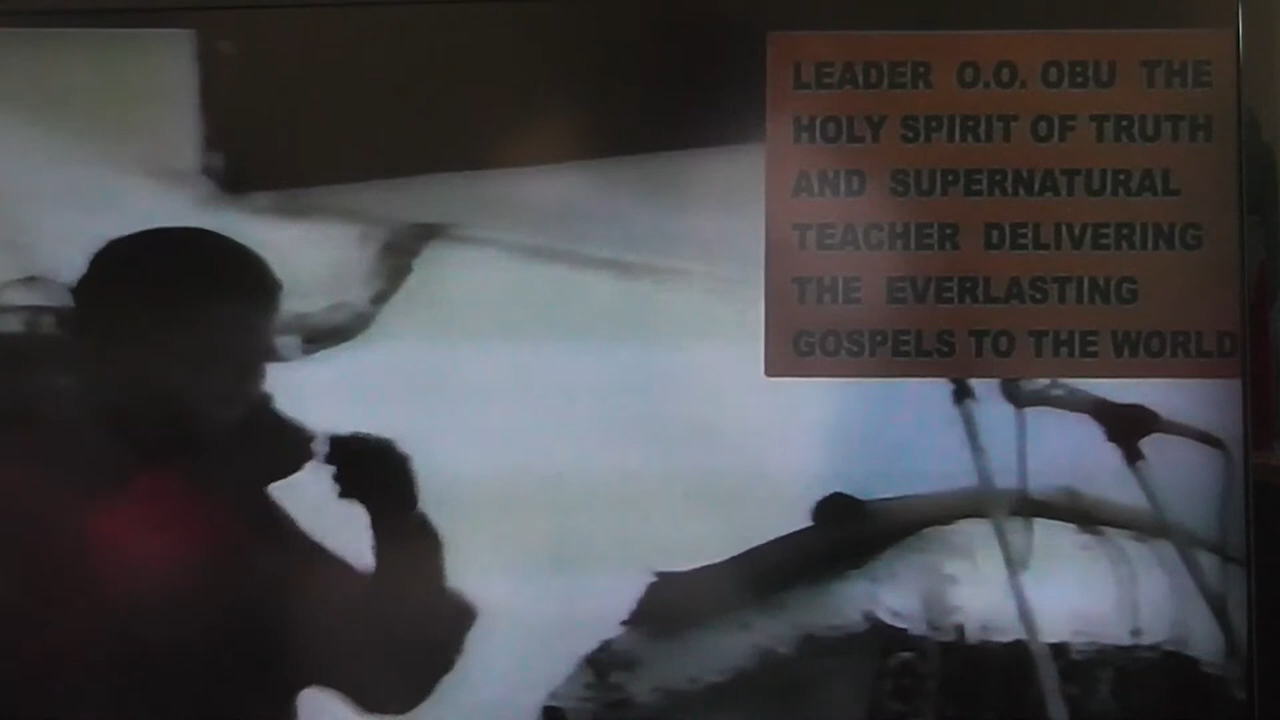 LEADER O.O. OBU THE
HOLY SPIRIT OF TRUTH
AND SUPERNATURAL
TEACHER DELIVERING
THE EVERLASTING
GOSPELS TO THE WORLD